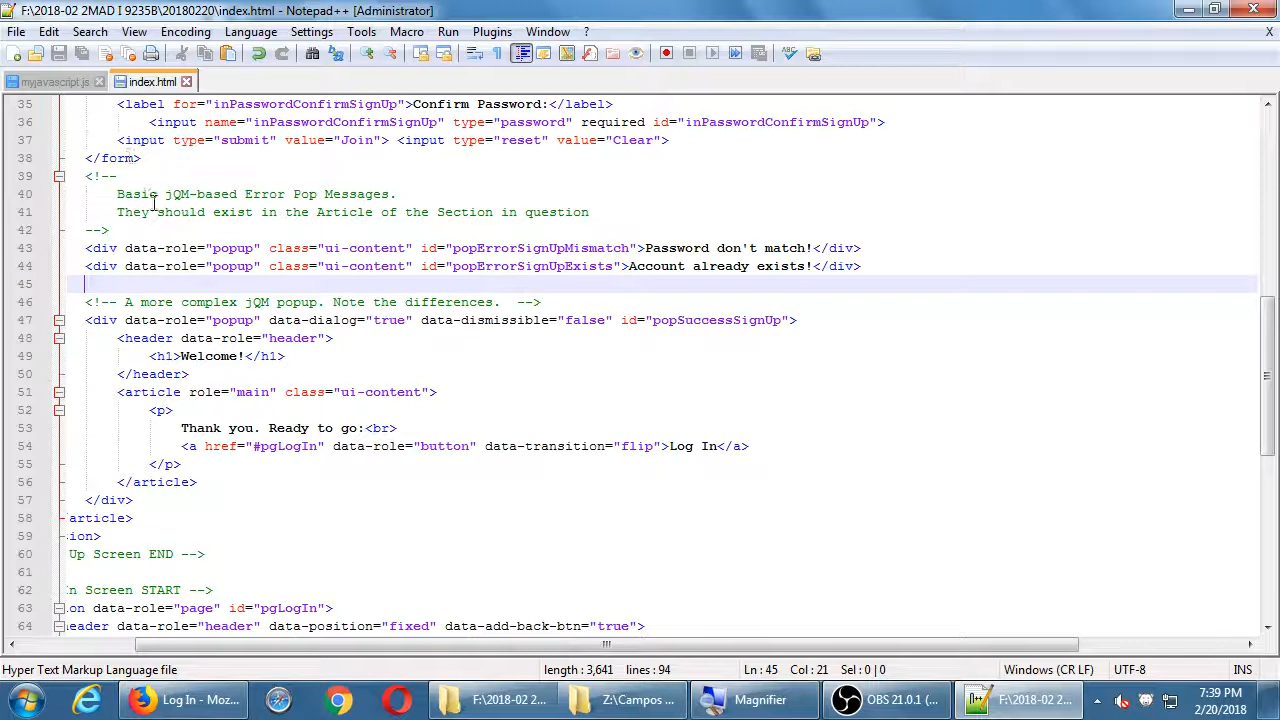 F:\2018-02 2MAD I 9235B\20180220\index.html - Notepad++ [Administrator]
File Edit Search View Encoding Language Settings Tools Macro Run Plugins Window ? X
myjavascript.js index.html
35 <label for="inPasswordConfirmSignUp">Confirm Password:</label>
36 <input name="inPasswordConfirmSignUp" type="password" required id="inPasswordConfirmSignUp">
37 <input type="submit" value="Join"> <input type="reset" value="Clear">
38 </form>
39 <!--
40 Basic jQM-based Error Pop Messages.
41 They should exist in the Article of the Section in question
42 -->
43 <div data-role="popup" class="ui-content" id="popErrorSignUpMismatch">Password don't match!</div>
44 <div data-role="popup" class="ui-content" id="popErrorSignUpExists">Account already exists!</div>
45
46 <!-- A more complex jQM popup. Note the differences. -->
47 <div data-role="popup" data-dialog="true" data-dismissible="false" id="popSuccessSignUp">
48 <header data-role="header">
49 <h1>Welcome!</h1>
50 </header>
51 <article role="main" class="ui-content">
52 <p>
53 Thank you. Ready to go:<br>
54 <a href="#pgLogIn" data-role="button" data-transition="flip">Log In</a>
55 </p>
56 </article>
57 </div>
58 article>
59 ion>
60 Up Screen END -->
61
62 n Screen START -->
63 on data-role="page" id="pgLogIn">
64 eader data-role="header" data-position="fixed" data-add-back-btn="true">
Hyper Text Markup Language file length : 3,641 lines : 94 Ln : 45 Col : 21 Sel : 0 | 0 Windows (CR LF) UTF-8 INS
Log In - Moz... F:\2018-02 2... Z:\Campos ... Magnifier OBS 21.0.1 (... F:\2018-02 2... 7:39 PM
2/20/2018